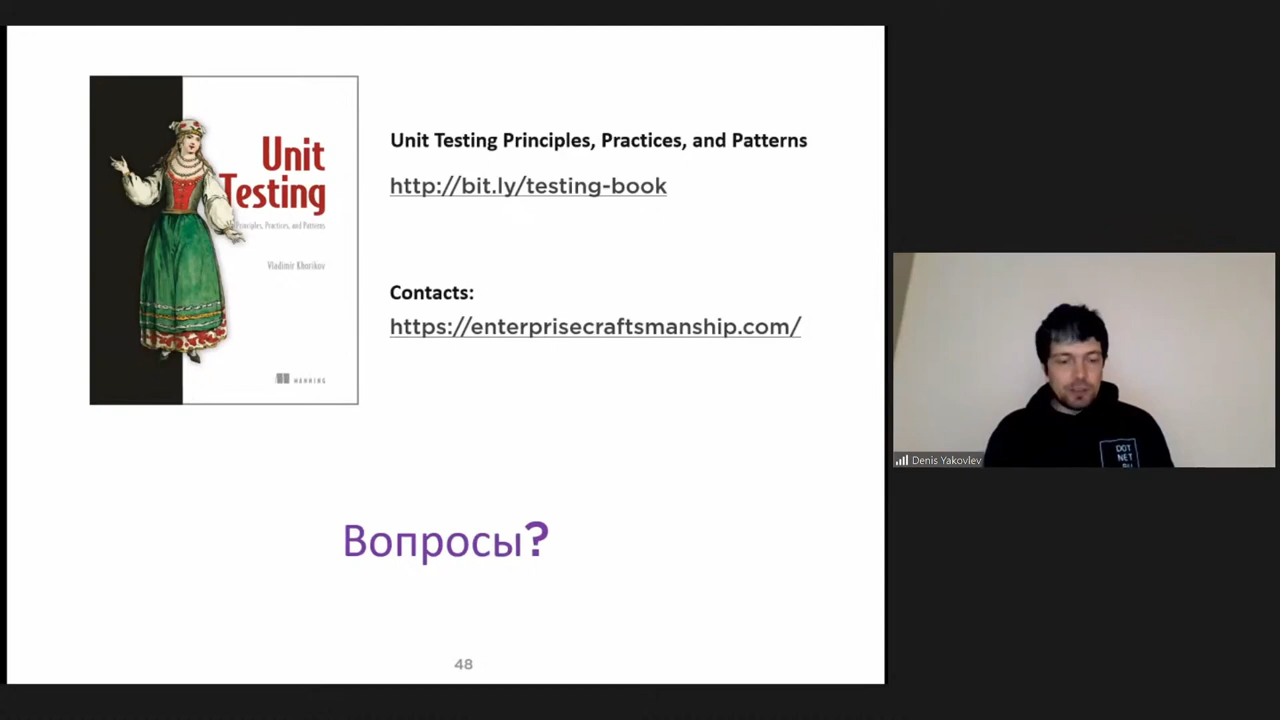 Unit
Testing
Principles, Practices, and Patterns
Vladimir Khorikov
MANNING
Unit Testing Principles, Practices, and Patterns
http://bit.ly/testing-book
Contacts:
https://enterprisecraftsmanship.com/
Вопросы?
48
DOT
NET
RU
Denis Yakovlev